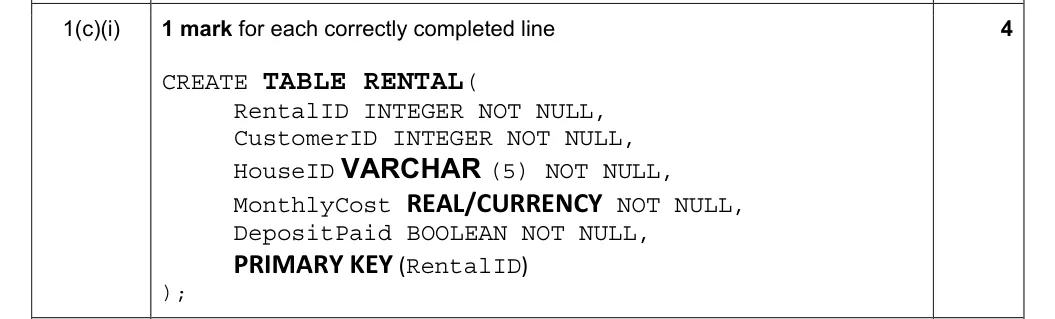 1(c)(i) 1 mark for each correctly completed line 4
CREATE TABLE RENTAL(
RentalID INTEGER NOT NULL,
CustomerID INTEGER NOT NULL,
HouseID VARCHAR (5) NOT NULL,
MonthlyCost REAL/CURRENCY NOT NULL,
DepositPaid BOOLEAN NOT NULL,
PRIMARY KEY (RentalID)
);